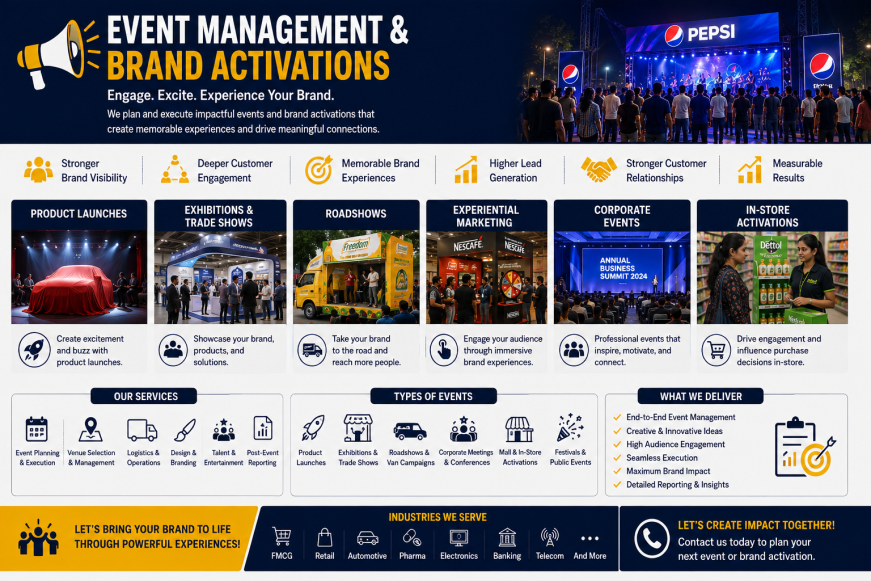 EVENT MANAGEMENT &
BRAND ACTIVATIONS
Engage. Excite. Experience Your Brand.
We plan and execute impactful events and brand activations that
create memorable experiences and drive meaningful connections.
PEPSI
Stronger
Brand Visibility
Deeper Customer
Engagement
Memorable Brand
Experiences
Higher Lead
Generation
Stronger Customer
Relationships
Measurable
Results
PRODUCT LAUNCHES
Create excitement
and buzz with
product launches.
EXHIBITIONS &
TRADE SHOWS
Showcase your brand,
products, and
solutions.
ROADSHOWS
Freedom
Take your brand
to the road and
reach more people.
EXPERIENTIAL
MARKETING
NESCAFÉ
NESCAFÉ
Engage your audience
through immersive
brand experiences.
CORPORATE
EVENTS
ANNUAL
BUSINESS
SUMMIT 2024
Professional events that
inspire, motivate, and
connect.
IN-STORE
ACTIVATIONS
Dettol
Drive engagement and
influence purchase
decisions in-store.
OUR SERVICES
Event Planning
& Execution
Venue Selection
& Management
Logistics &
Operations
Design &
Branding
Talent &
Entertainment
Post-Event
Reporting
TYPES OF EVENTS
Product
Launches
Exhibitions &
Trade Shows
Roadshows &
Van Campaigns
Corporate Meetings
& Conferences
Mall & In-Store
Activations
Festivals &
Public Events
WHAT WE DELIVER
End-to-End Event Management
Creative & Innovative Ideas
High Audience Engagement
Seamless Execution
Maximum Brand Impact
Detailed Reporting & Insights
LET'S BRING YOUR BRAND TO LIFE
THROUGH POWERFUL EXPERIENCES!
INDUSTRIES WE SERVE
FMCG
Retail
Automotive
Pharma
Electronics
Banking
Telecom
And More
LET'S CREATE IMPACT TOGETHER!
Contact us today to plan your
next event or brand activation.